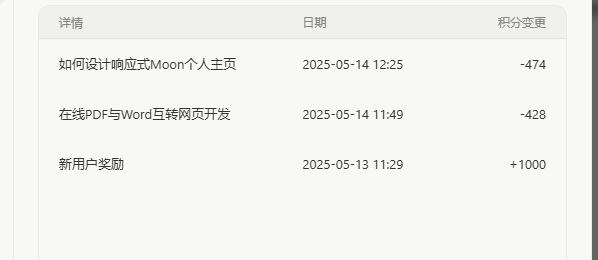 详情 日期 积分变更
如何设计响应式Moon个人主页 2025-05-14 12:25 -474
在线PDF与Word互转网页开发 2025-05-14 11:49 -428
新用户奖励 2025-05-13 11:29 +1000